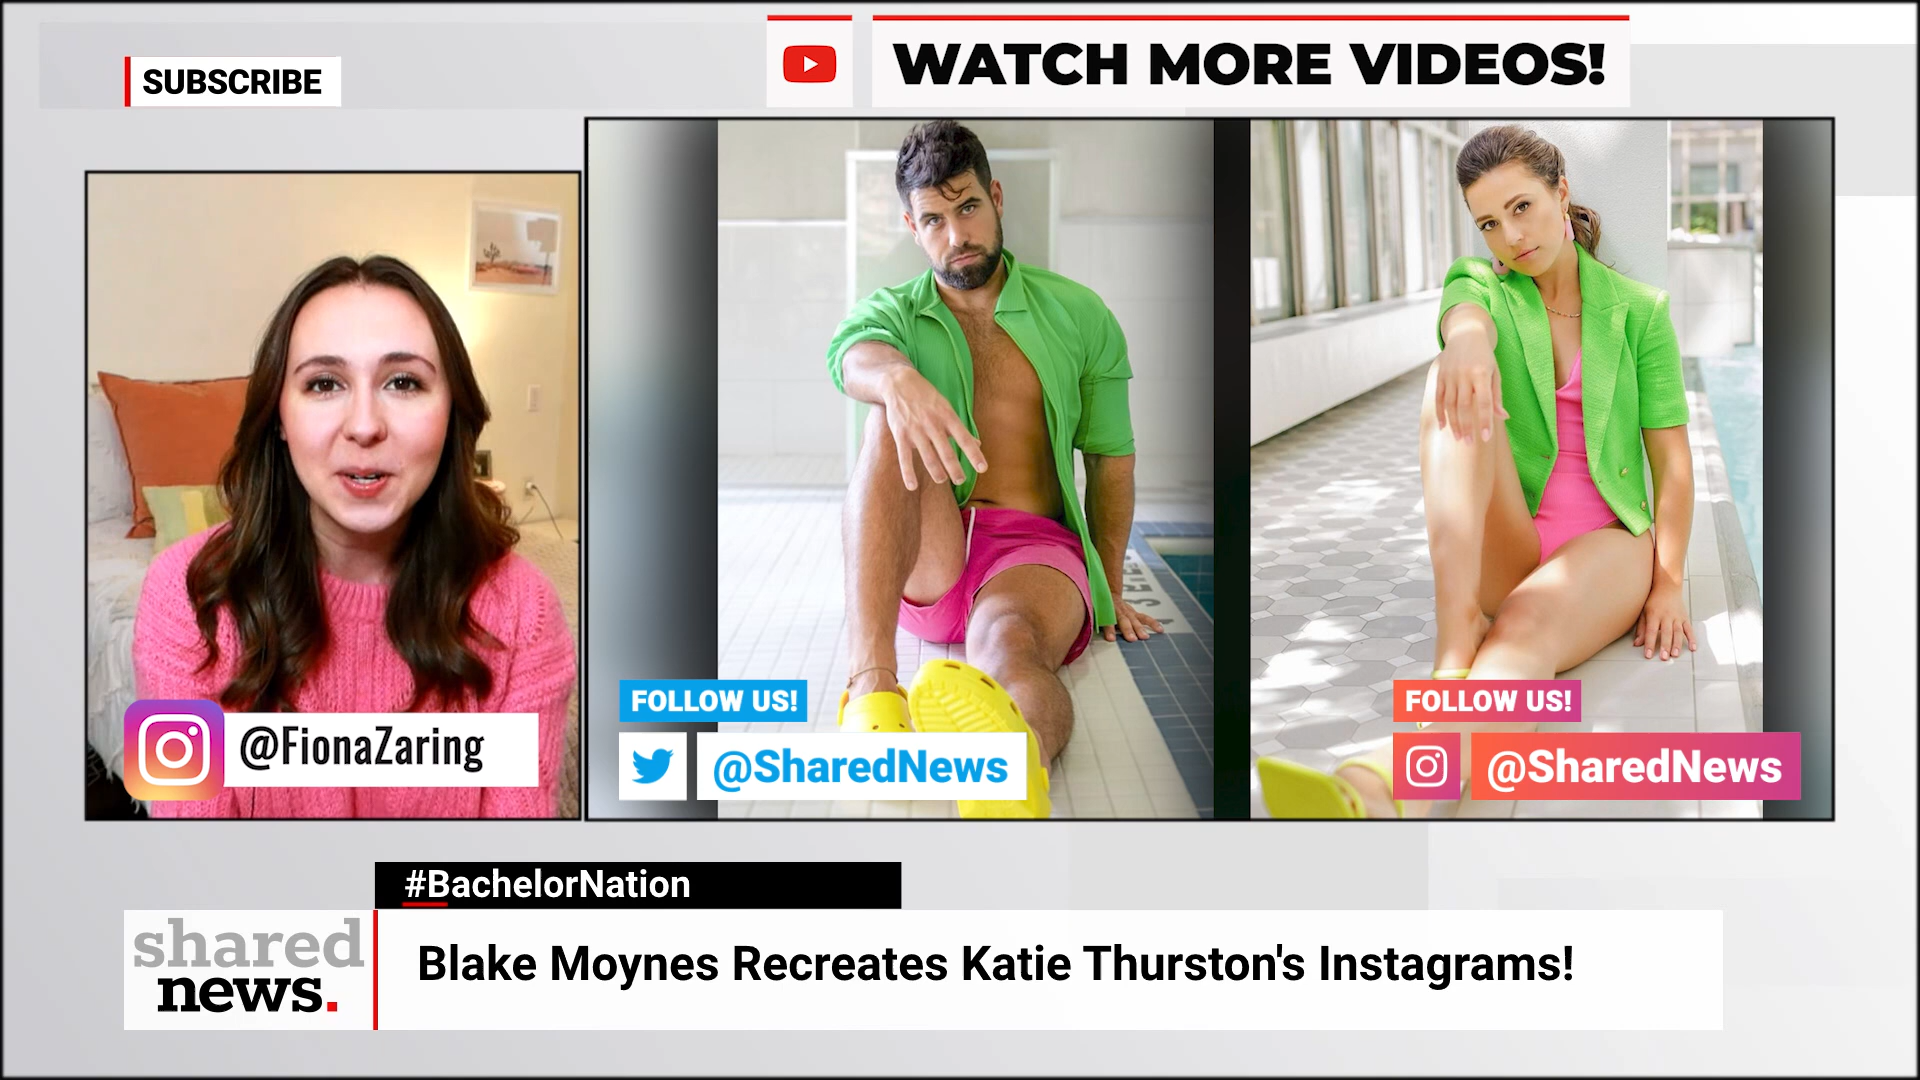 SUBSCRIBE
WATCH MORE VIDEOS!
@FionaZaring
FOLLOW US!
@SharedNews
FOLLOW US!
@SharedNews
#BachelorNation
shared
news.
Blake Moynes Recreates Katie Thurston's Instagrams!